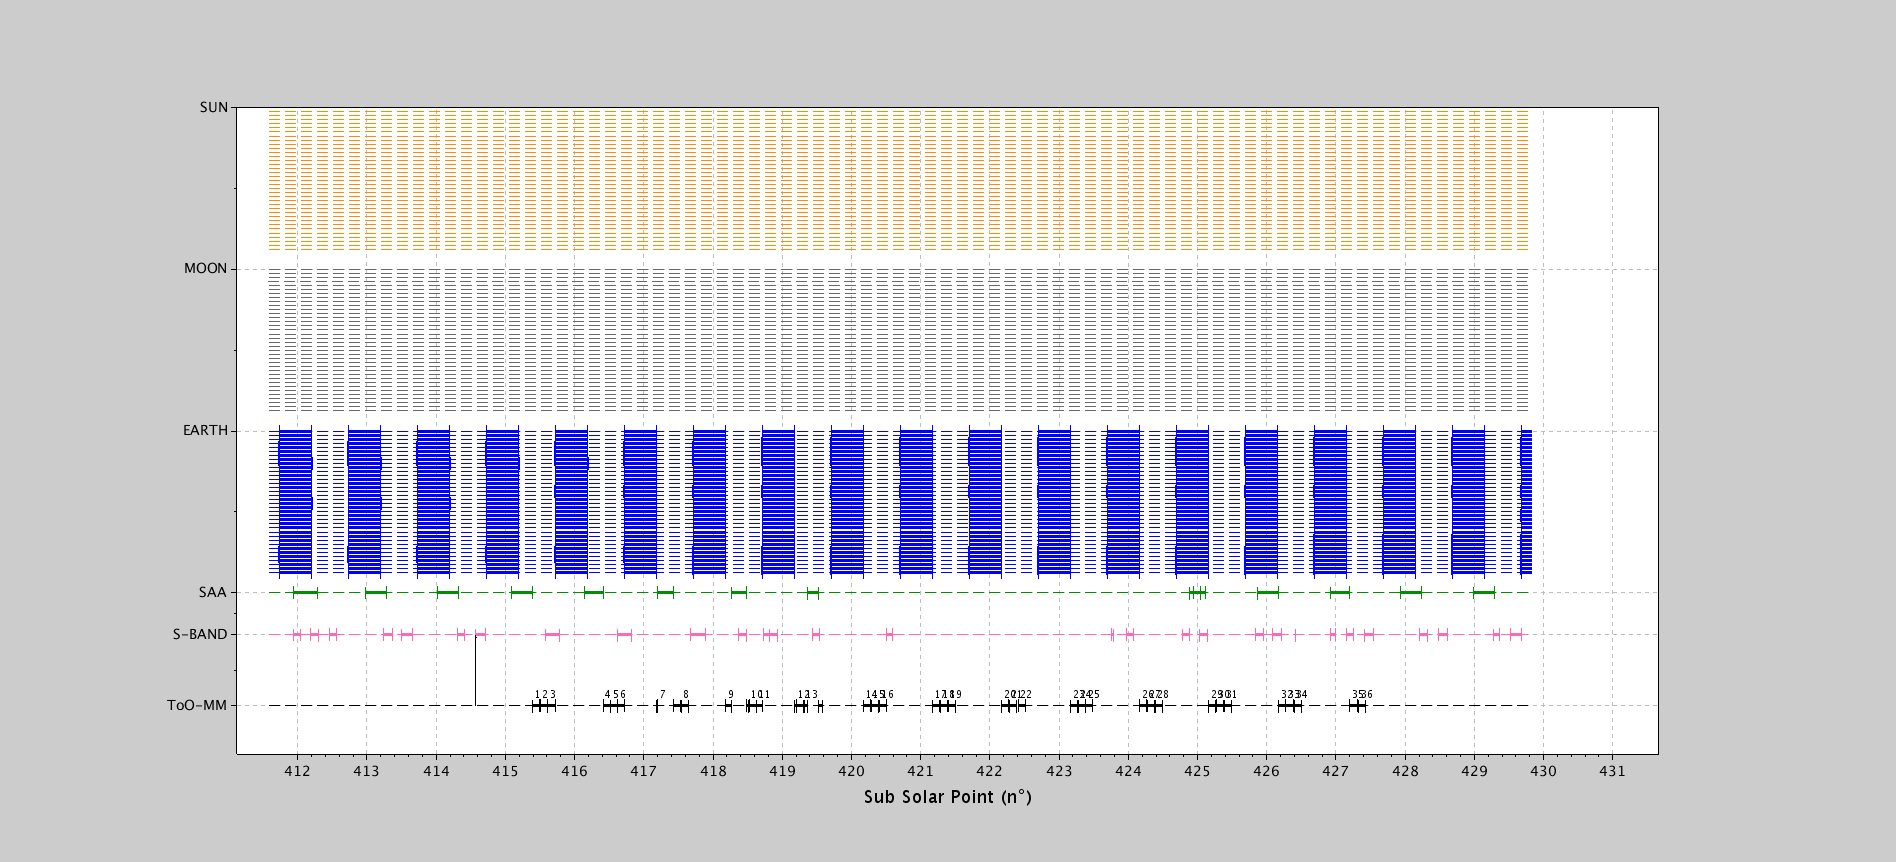 SUN
MOON
EARTH
SAA
S-BAND
ToO-MM
1 2 3 4 5 6 7 8 9 10 11 12 13 14 15 16 17 18 19 20 21 22 23 24 25 26 27 28 29 30 31 32 33 34 35 36
412 413 414 415 416 417 418 419 420 421 422 423 424 425 426 427 428 429 430 431
Sub Solar Point (n°)